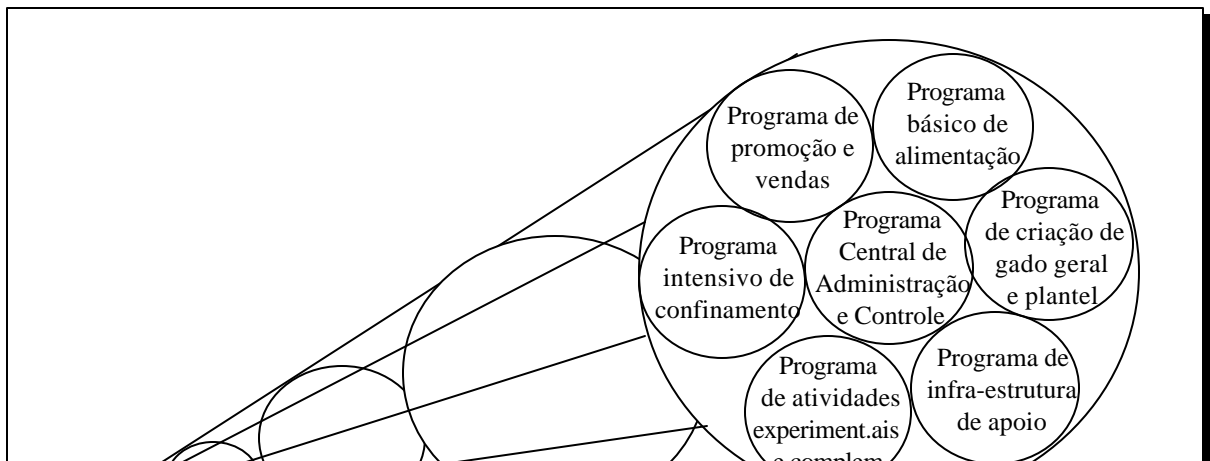 Programa de
promoção e
vendas
Programa
básico de
alimentação
Programa
de criação de
gado geral
e plantel
Programa
intensivo de
confinamento
Programa
Central de
Administração
e Controle
Programa
de atividades
experiment.ais
e complem
Programa de
infra-estrutura
de apoio